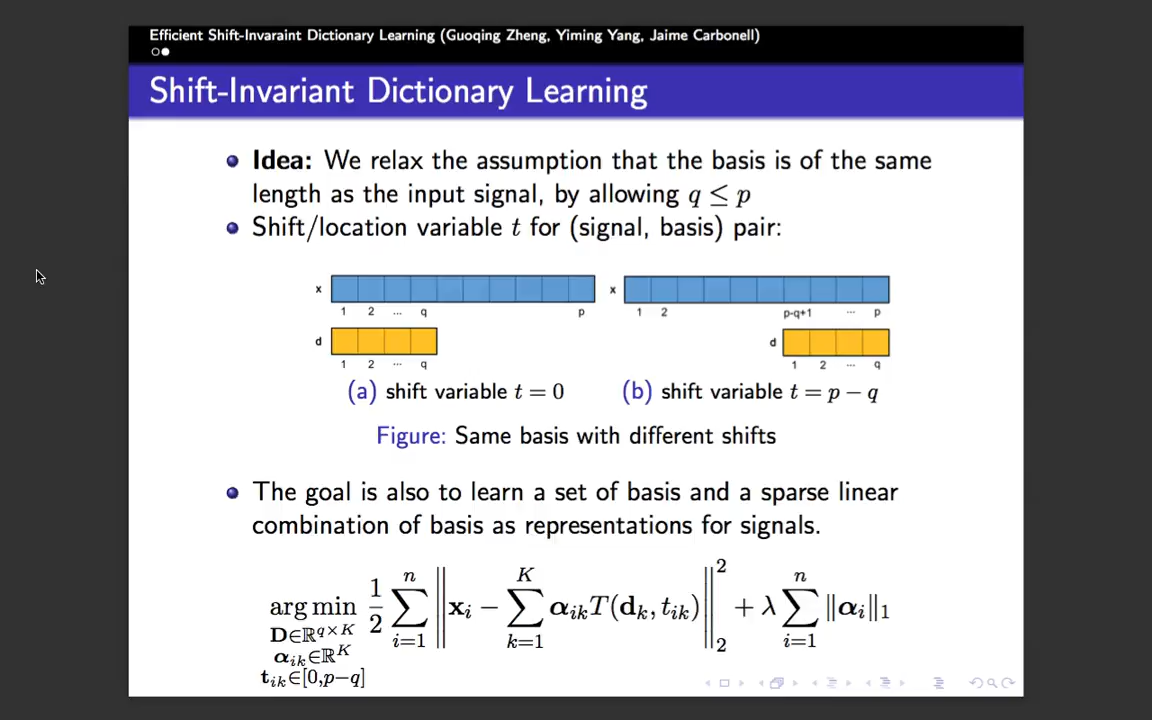 Efficient Shift-Invaraint Dictionary Learning (Guoqing Zheng, Yiming Yang, Jaime Carbonell)
Shift-Invariant Dictionary Learning
Idea: We relax the assumption that the basis is of the same
length as the input signal, by allowing q ≤ p
Shift/location variable t for (signal, basis) pair:
x
1 2 ... q p
d
1 2 ... q
(a) shift variable t = 0
x
1 2 p-q+1 ... p
d
1 2 ... q
(b) shift variable t = p − q
Figure: Same basis with different shifts
The goal is also to learn a set of basis and a sparse linear
combination of basis as representations for signals.
arg min_{D∈ℝ^{q×K}, α_{ik}∈ℝ^K, t_{ik}∈[0,p−q]} 1/2 ∑_{i=1}^{n} ‖x_i − ∑_{k=1}^{K} α_{ik}T(d_k, t_{ik})‖_2^2 + λ ∑_{i=1}^{n} ‖α_i‖_1